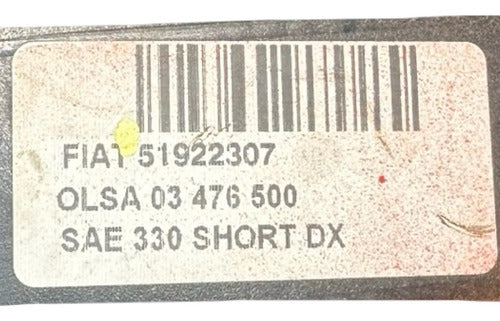 FIAT 51922307
OLSA 03 476 500
SAE 330 SHORT DX